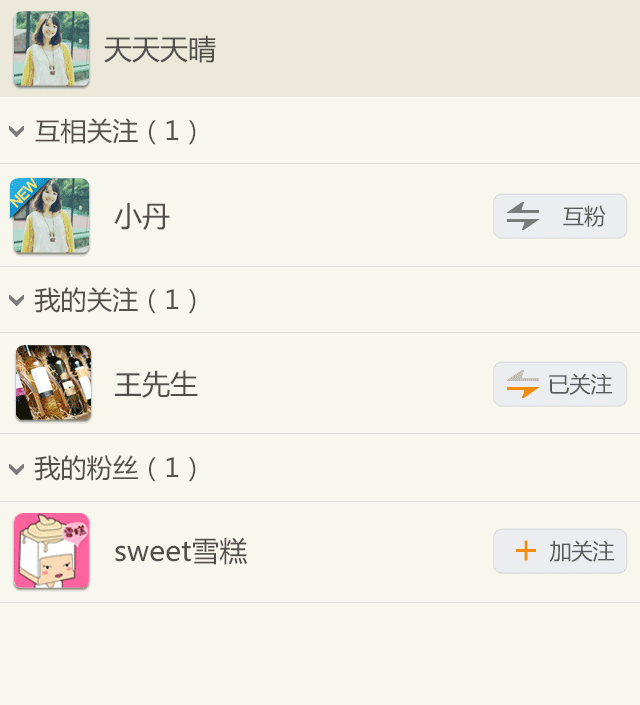 天天天晴
互相关注（1）
NEW
小丹
互粉
我的关注（1）
王先生
已关注
我的粉丝（1）
雪糕
sweet雪糕
加关注